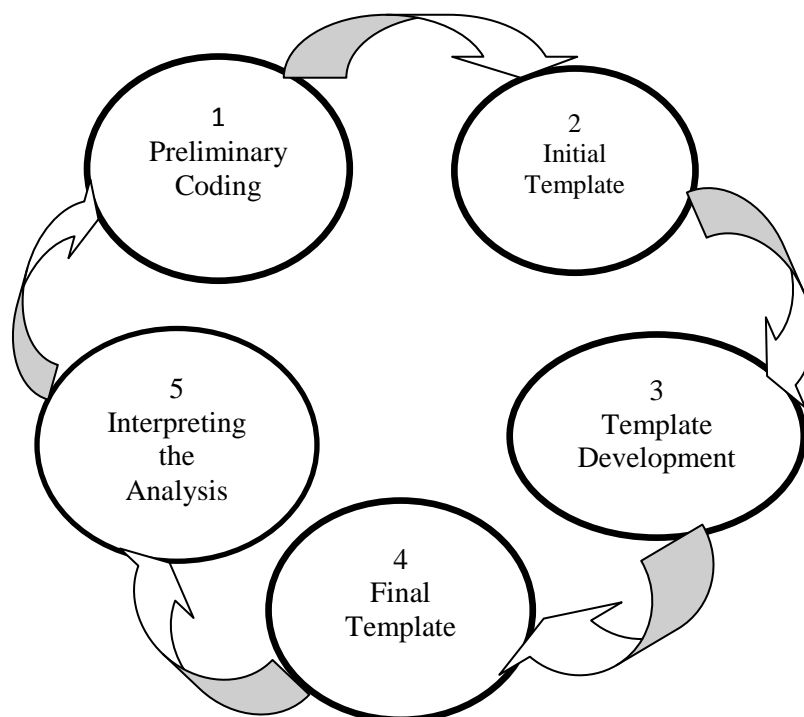 1
Preliminary
Coding
2
Initial
Template
3
Template
Development
4
Final
Template
5
Interpreting
the
Analysis